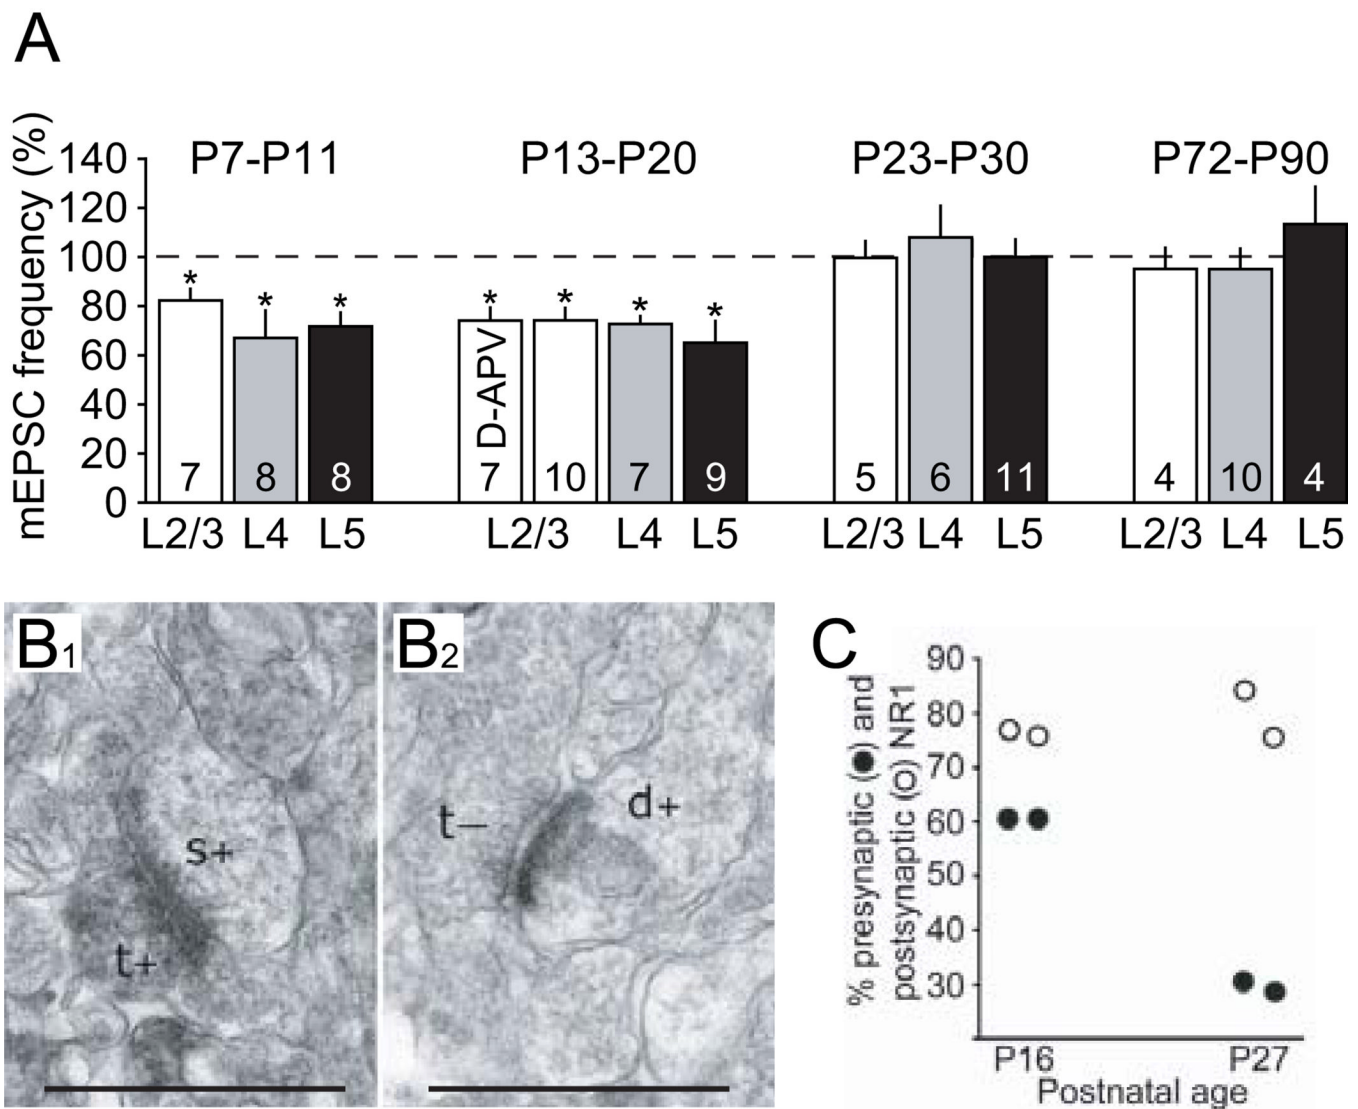 A
mEPSC frequency (%)
140
120
100
80
60
40
20
0
P7-P11 P13-P20 P23-P30 P72-P90
* * * * * * *
D-APV
7 8 8 7 10 7 9 5 6 11 4 10 4
L2/3 L4 L5 L2/3 L4 L5 L2/3 L4 L5 L2/3 L4 L5
B1
s+
t+
B2
t–
d+
C
% presynaptic (●) and
postsynaptic (O) NR1
90
80
70
60
50
40
30
P16 P27
Postnatal age